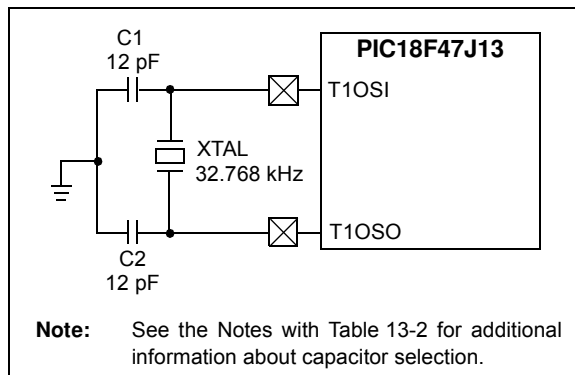 C1
12 pF
PIC18F47J13
T1OSI
XTAL
32.768 kHz
T1OSO
C2
12 pF
Note: See the Notes with Table 13-2 for additional
information about capacitor selection.